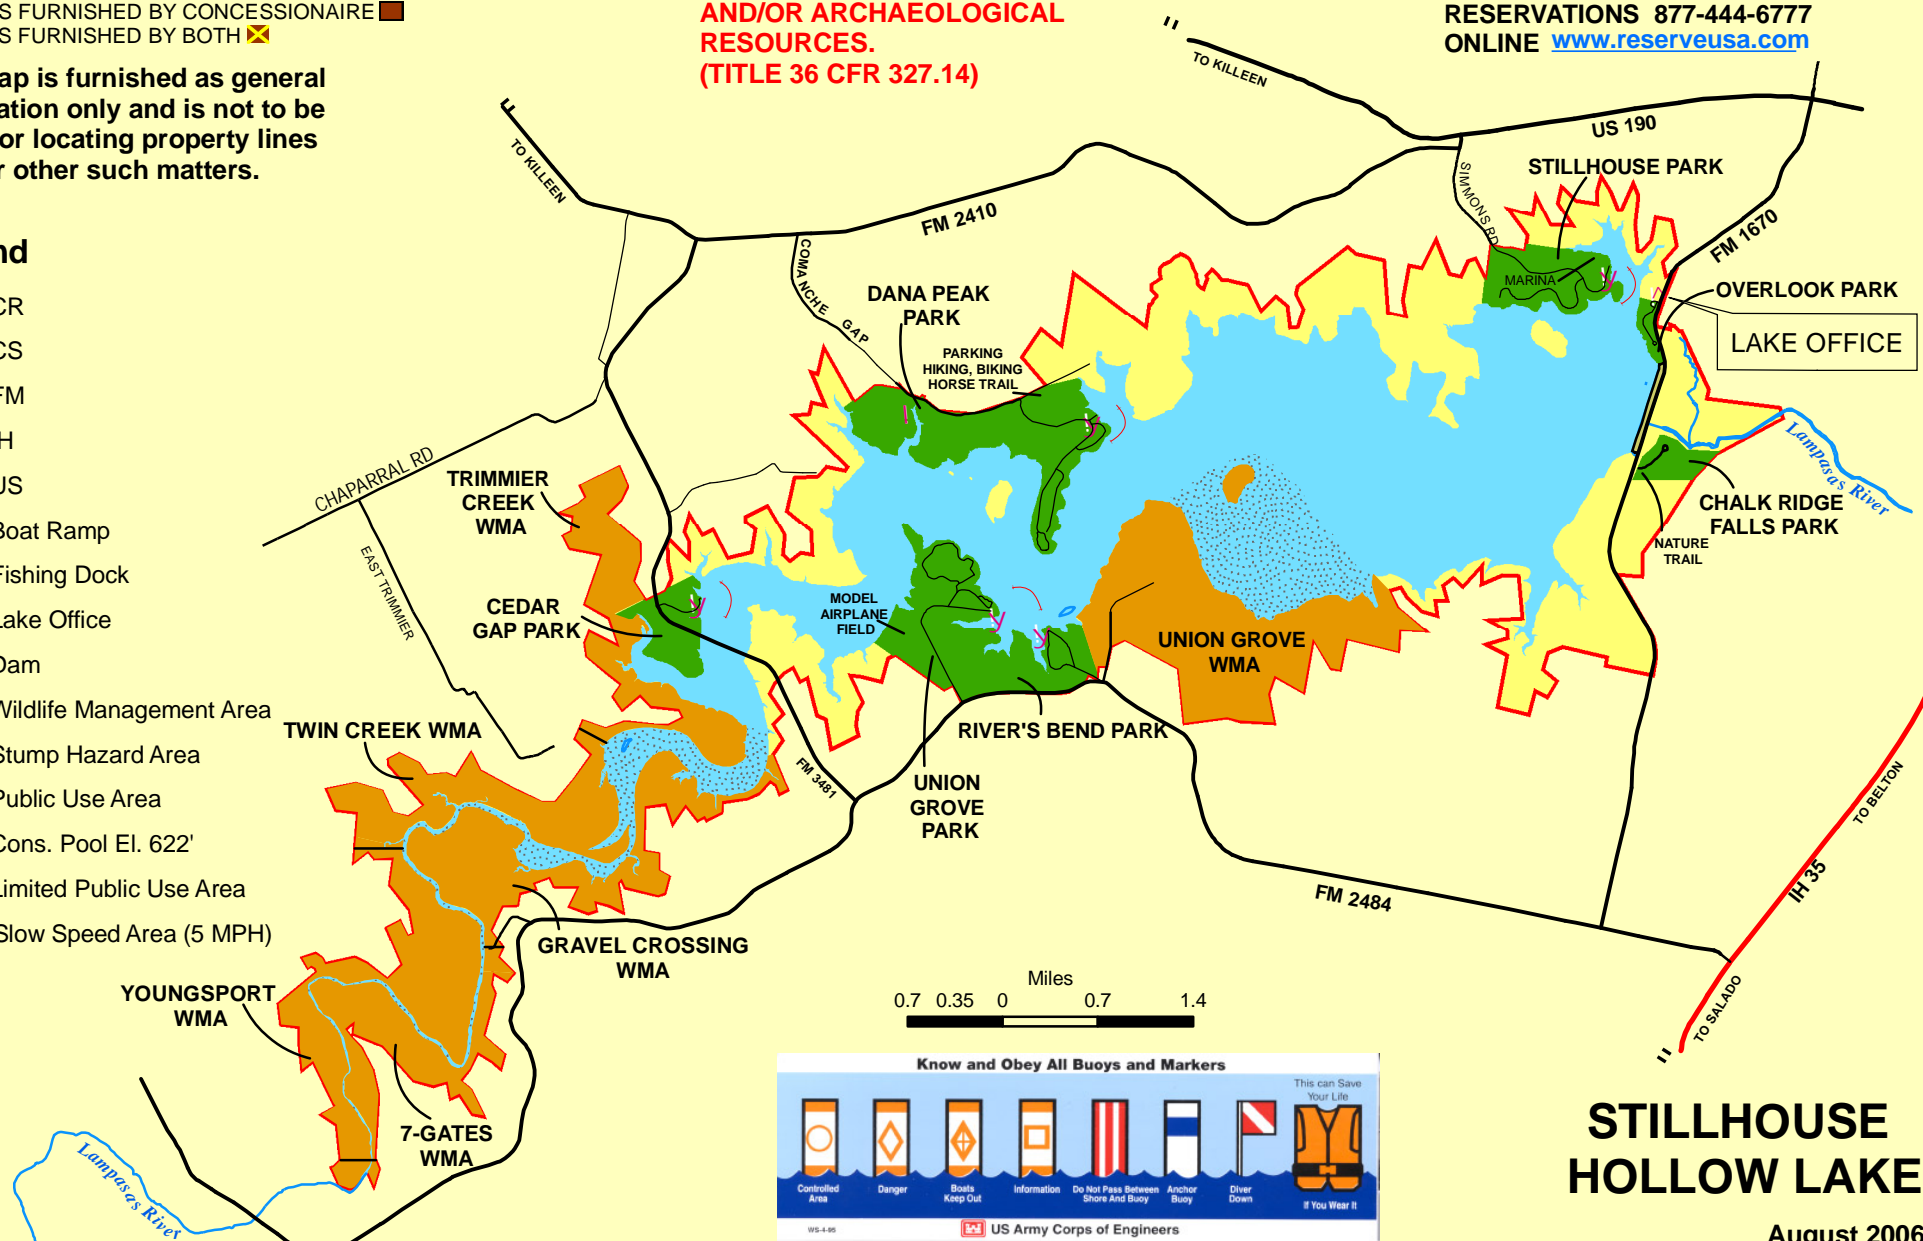 S FURNISHED BY CONCESSIONAIRE
S FURNISHED BY BOTH
ap is furnished as general
ation only and is not to be
or locating property lines
r other such matters.
AND/OR ARCHAEOLOGICAL
RESOURCES.
(TITLE 36 CFR 327.14)
RESERVATIONS 877-444-6777
ONLINE www.reserveusa.com
nd
CR
CS
FM
IH
US
Boat Ramp
Fishing Dock
Lake Office
Dam
Wildlife Management Area
Stump Hazard Area
Public Use Area
Cons. Pool El. 622'
Limited Public Use Area
Slow Speed Area (5 MPH)
TO KILLEEN
TO KILLEEN
US 190
FM 2410
SIMMONS RD
STILLHOUSE PARK
FM 1670
MARINA
OVERLOOK PARK
LAKE OFFICE
COMANCHE GAP
DANA PEAK
PARK
PARKING
HIKING, BIKING
HORSE TRAIL
Lampasas River
CHALK RIDGE
FALLS PARK
NATURE
TRAIL
CHAPARRAL RD
TRIMMIER
CREEK
WMA
EAST TRIMMIER
CEDAR
GAP PARK
MODEL
AIRPLANE
FIELD
UNION GROVE
WMA
TWIN CREEK WMA
RIVER'S BEND PARK
FM 3481
UNION
GROVE
PARK
TO BELTON
IH 35
FM 2484
TO SALADO
GRAVEL CROSSING
WMA
YOUNGSPORT
WMA
7-GATES
WMA
Lampasas River
Miles
0.7 0.35 0 0.7 1.4
Know and Obey All Buoys and Markers
This can Save
Your Life
Controlled
Area
Danger
Boats
Keep Out
Information
Do Not Pass Between
Shore And Buoy
Anchor
Buoy
Diver
Down
If You Wear It
WS-4-95
US Army Corps of Engineers
STILLHOUSE
HOLLOW LAKE
August 2006